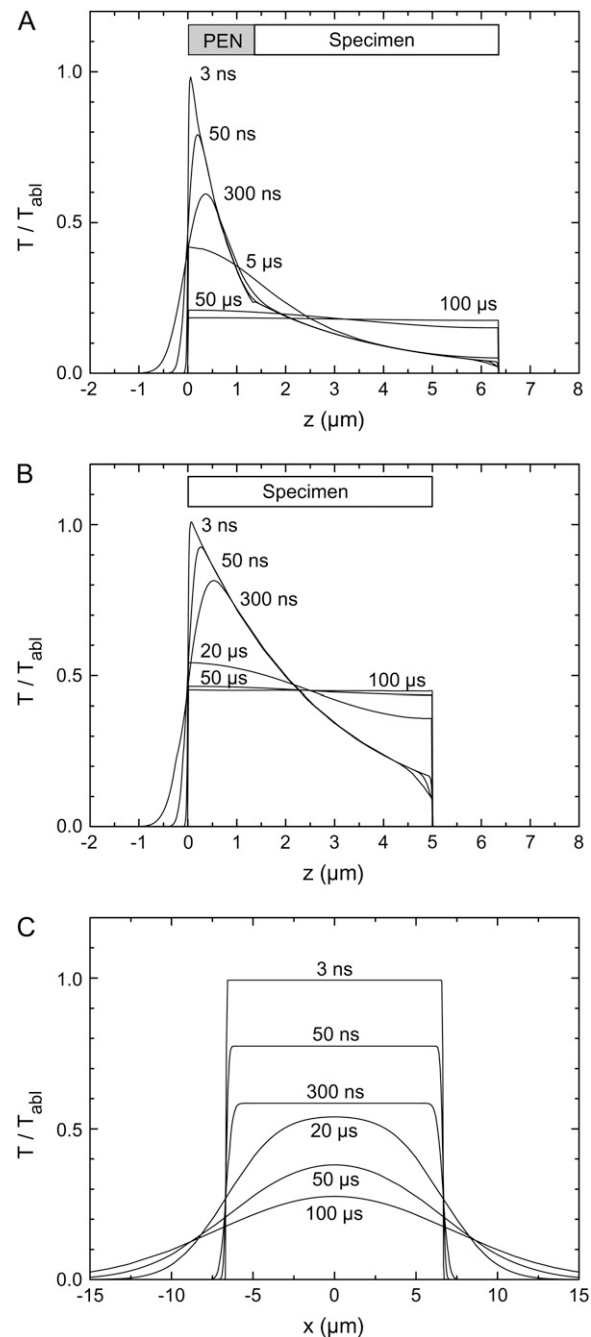 A
PEN Specimen
3 ns
50 ns
300 ns
5 µs
50 µs 100 µs
T / T_abl
1.0
0.5
0.0
-2 -1 0 1 2 3 4 5 6 7 8
z (µm)
B
Specimen
3 ns
50 ns
300 ns
20 µs
50 µs 100 µs
T / T_abl
1.0
0.5
0.0
-2 -1 0 1 2 3 4 5 6 7 8
z (µm)
C
3 ns
50 ns
300 ns
20 µs
50 µs
100 µs
T / T_abl
1.0
0.5
0.0
-15 -10 -5 0 5 10 15
x (µm)